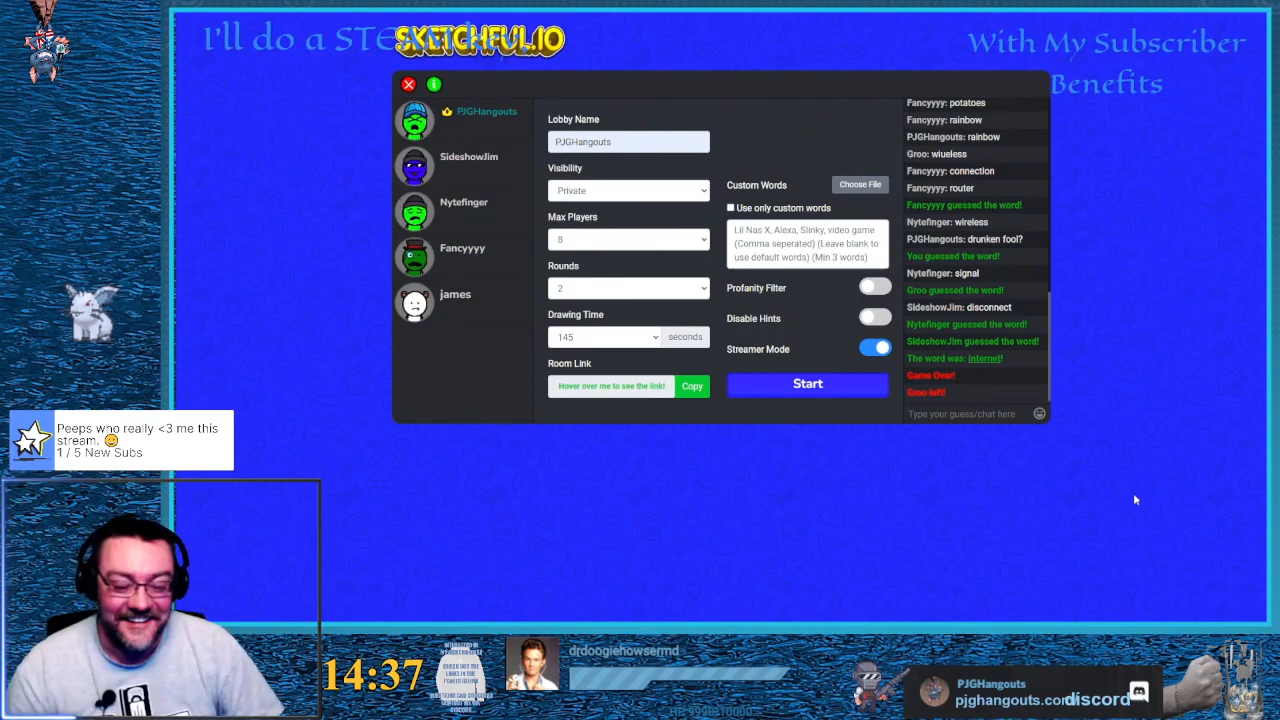 I'll do a STE
With My Subscriber
Benefits
SKETCHFUL.IO
PJGHangouts
SideshowJim
Nytefinger
Fancyyyy
james
Lobby Name
PJGHangouts
Visibility
Private
Max Players
8
Rounds
2
Drawing Time
145 seconds
Room Link
Hover over me to see the link! Copy
Custom Words Choose File
Use only custom words
Lil Nas X, Alexa, Slinky, video game
(Comma seperated) (Leave blank to
use default words) (Min 3 words)
Profanity Filter
Disable Hints
Streamer Mode
Start
Fancyyyy: potatoes
Fancyyyy: rainbow
PJGHangouts: rainbow
Groo: wiueless
Fancyyyy: connection
Fancyyyy: router
Fancyyyy guessed the word!
Nytefinger: wireless
PJGHangouts: drunken fool?
You guessed the word!
Nytefinger: signal
Groo guessed the word!
SideshowJim: disconnect
Nytefinger guessed the word!
SideshowJim guessed the word!
The word was: Internet!
Game Over!
Groo left!
Type your guess/chat here
Peeps who really <3 me this
stream. 😀
1 / 5 New Subs
14:37
CHECK OUT
THE LINKS
drdoogiehowsermd
PJGHangouts
pjghangouts.com
discord